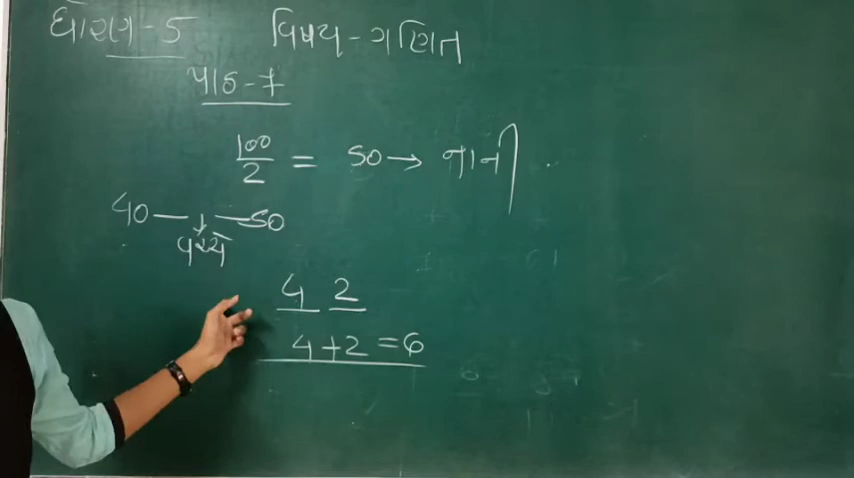 ધોરણ-5 વિષય-ગણિત
પાઠ-7
100/2 = 50 → નાની
40 — ↓ — 50
વચ્ચે
4 2
4+2=6